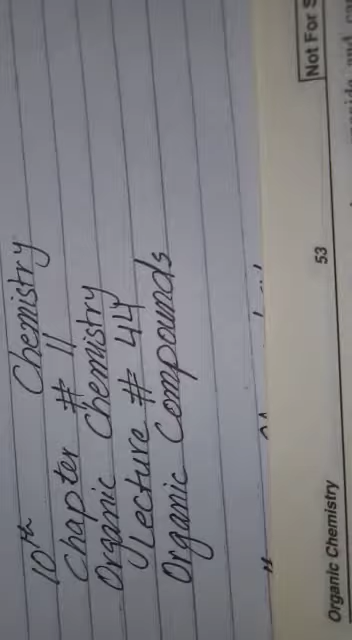 10th Chemistry
Chapter # 11
Organic Chemistry
Lecture # 44
Organic Compounds
Organic Chemistry 53 Not For S